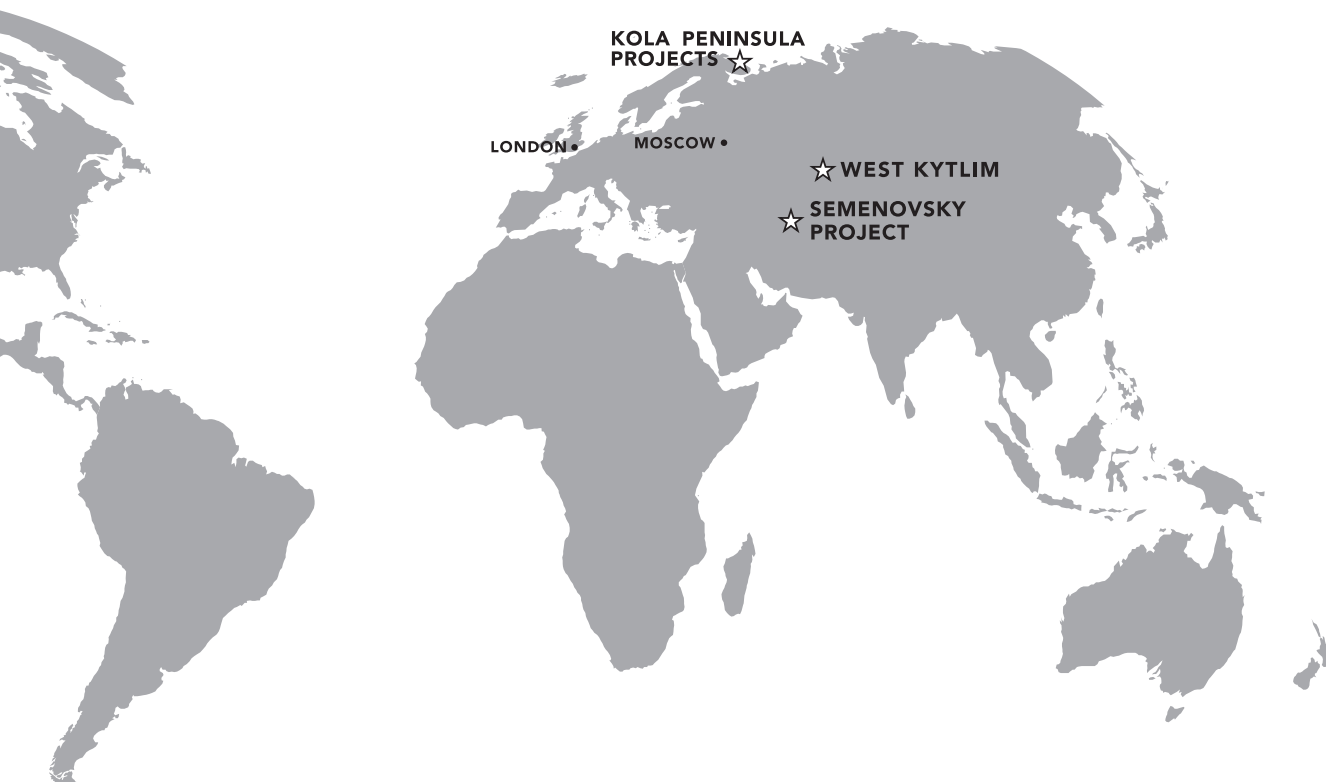 KOLA PENINSULA
PROJECTS
LONDON
MOSCOW
WEST KYTLIM
SEMENOVSKY
PROJECT